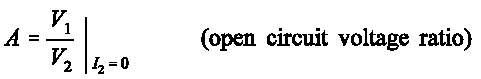 A = V₁/V₂ |_{I₂=0} (open circuit voltage ratio)